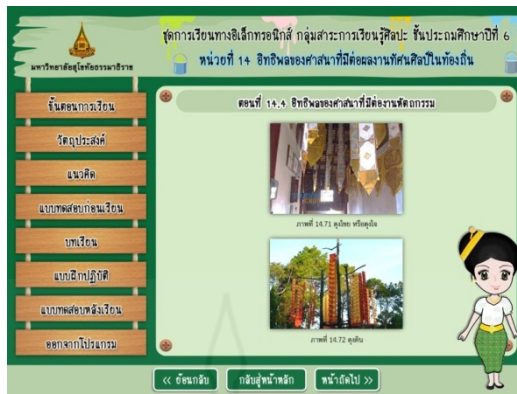 ชุดการเรียนทางอิเล็กทรอนิกส์ กลุ่มสาระการเรียนรู้ศิลปะ ชั้นประถมศึกษาปีที่ 6
หน่วยที่ 14 อิทธิพลของศาสนาที่มีต่อผลงานทัศนศิลป์ในท้องถิ่น
มหาวิทยาลัยสุโขทัยธรรมาธิราช
ขั้นตอนการเรียน
วัตถุประสงค์
แนวคิด
แบบทดสอบก่อนเรียน
บทเรียน
แบบฝึกปฏิบัติ
แบบทดสอบหลังเรียน
ออกจากโปรแกรม
ตอนที่ 14.4 อิทธิพลของศาสนาที่มีต่องานหัตถกรรม
ภาพที่ 14.71 ตุงไชย หรือตุงใจ
ภาพที่ 14.72 ตุงดิน
<< ย้อนกลับ
กลับสู่หน้าหลัก
หน้าถัดไป >>